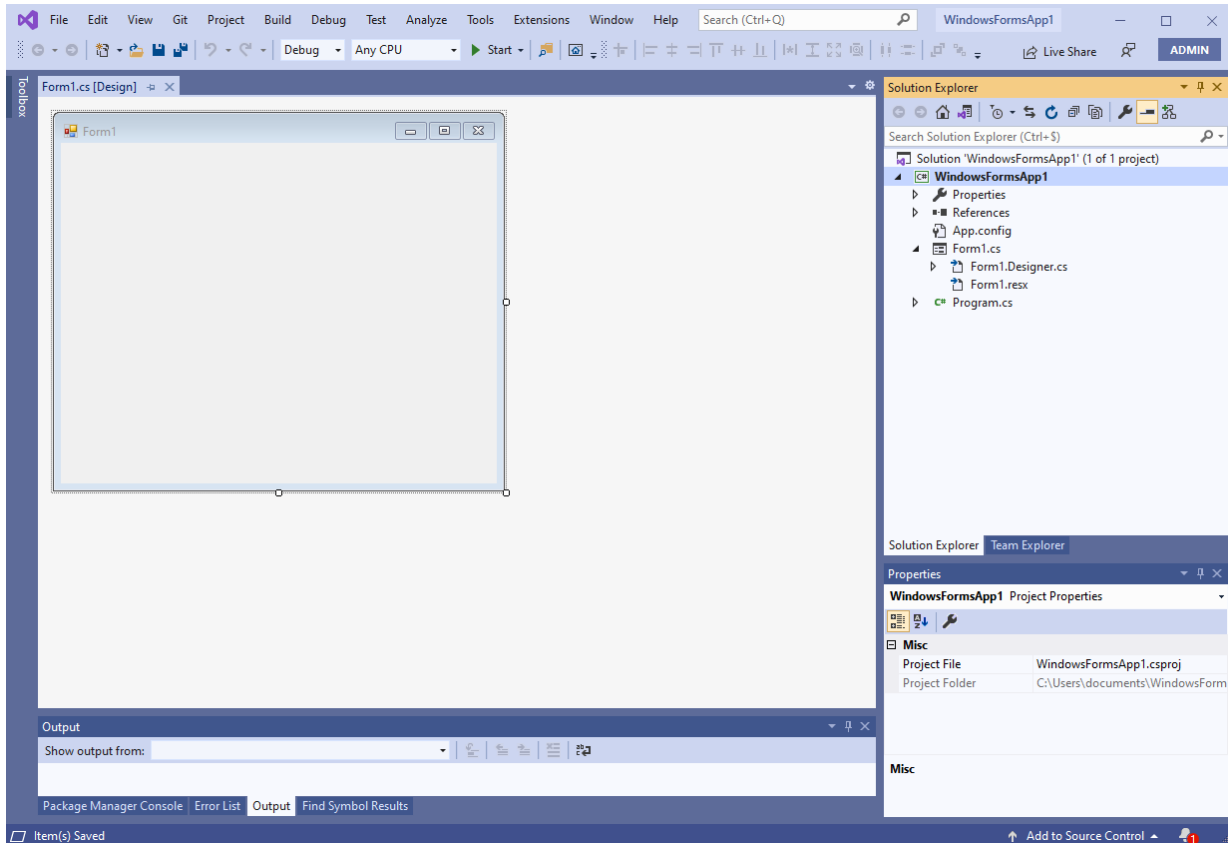 File Edit View Git Project Build Debug Test Analyze Tools Extensions Window Help Search (Ctrl+Q) WindowsFormsApp1
Debug Any CPU Start Live Share ADMIN
Toolbox
Form1.cs [Design]
Form1
Solution Explorer
Search Solution Explorer (Ctrl+$)
Solution 'WindowsFormsApp1' (1 of 1 project)
C# WindowsFormsApp1
Properties
References
App.config
Form1.cs
Form1.Designer.cs
Form1.resx
C# Program.cs
Solution Explorer Team Explorer
Properties
WindowsFormsApp1 Project Properties
Misc
Project File WindowsFormsApp1.csproj
Project Folder C:\Users\documents\WindowsForm
Misc
Output
Show output from:
Package Manager Console Error List Output Find Symbol Results
Item(s) Saved Add to Source Control 1